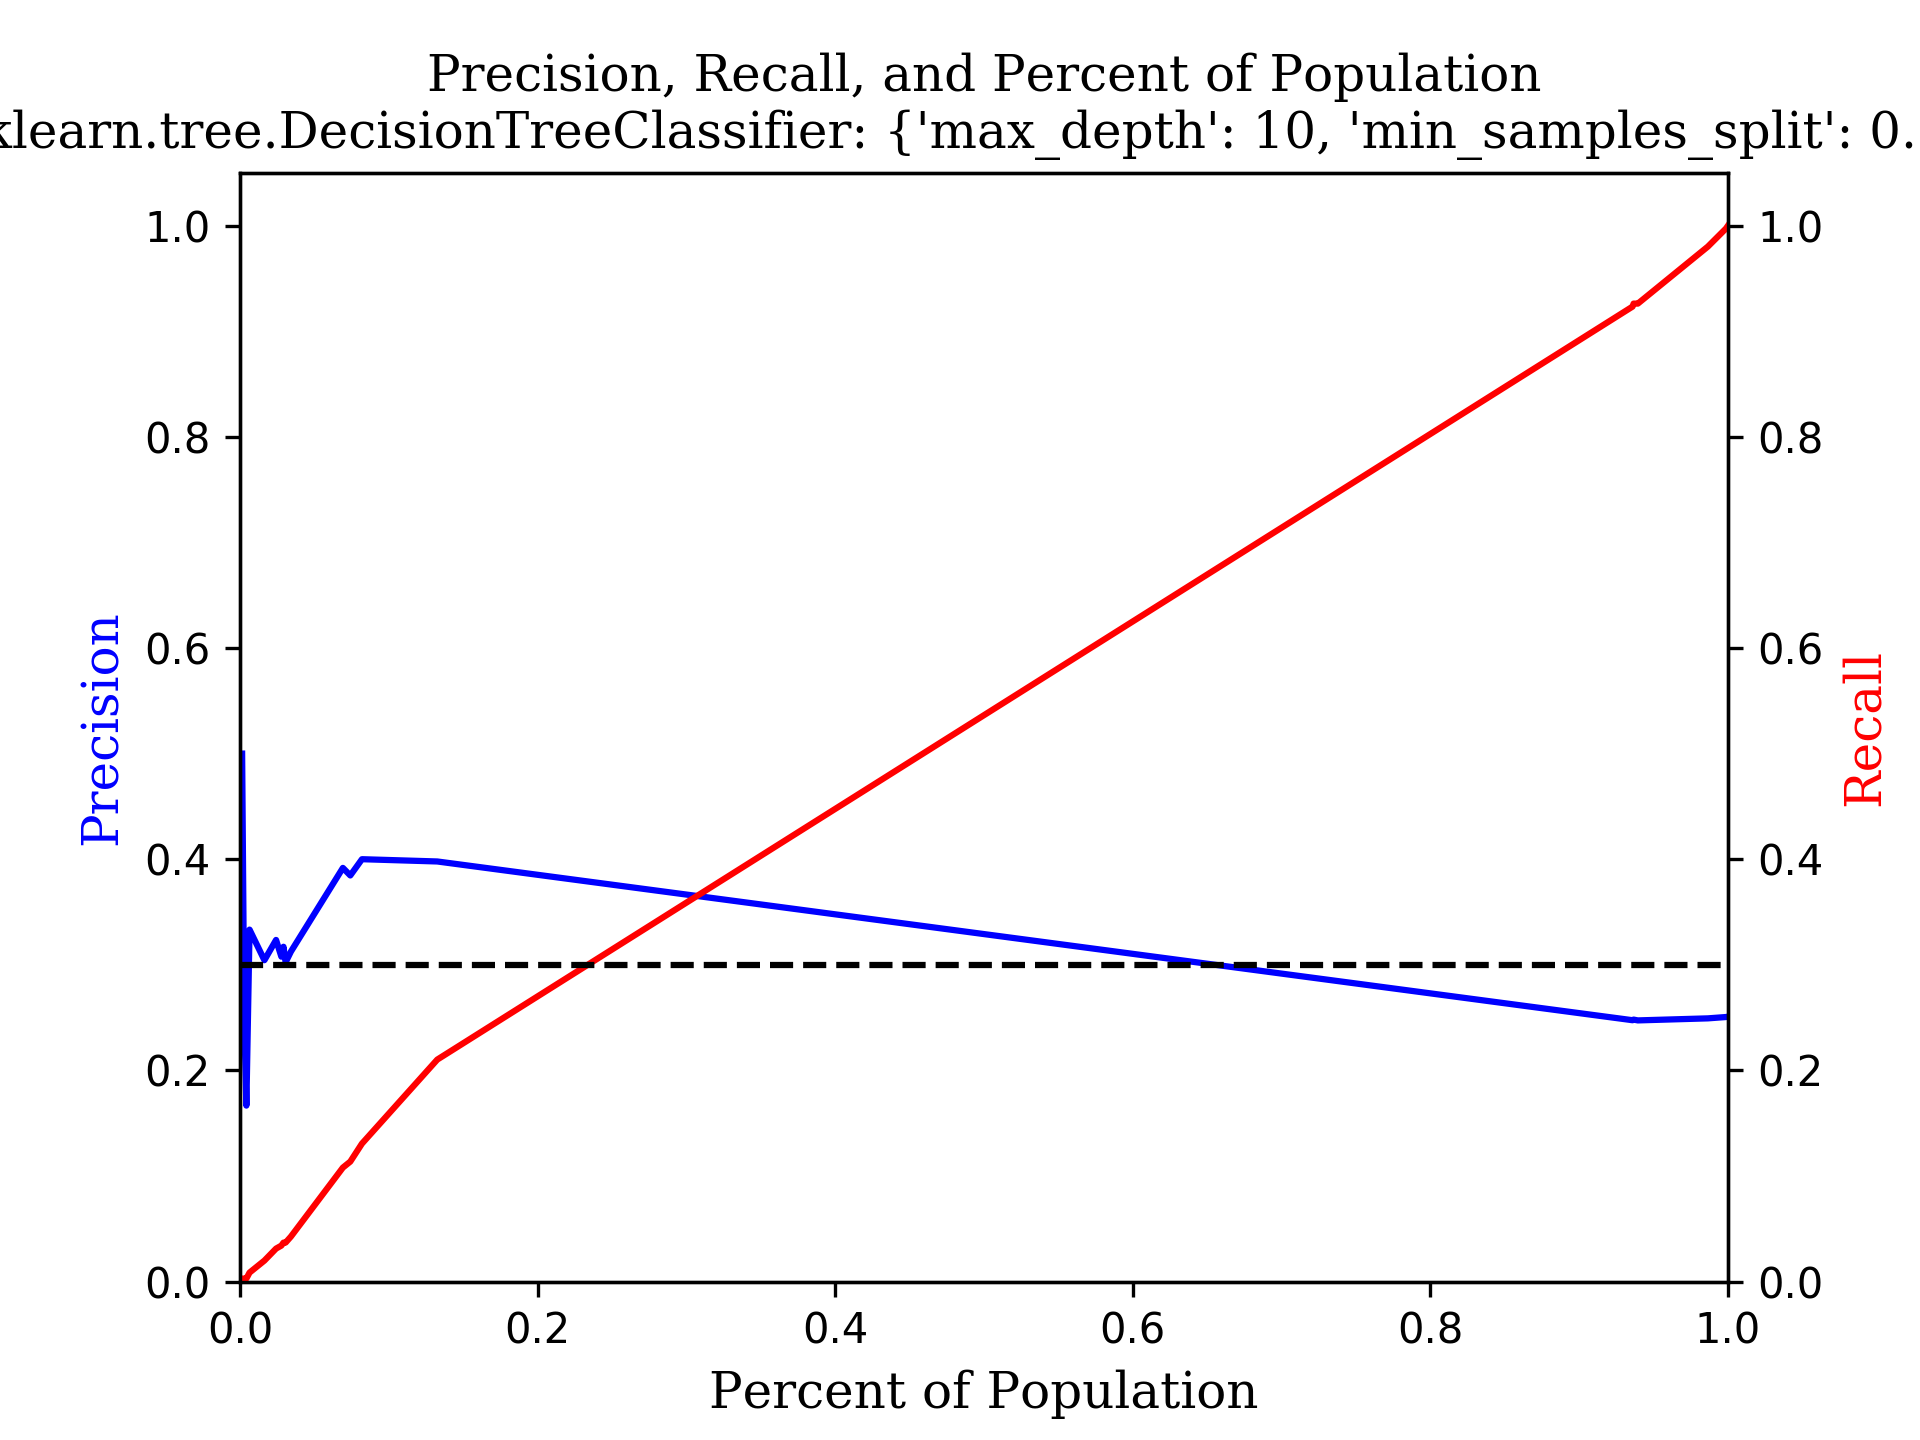 Precision, Recall, and Percent of Population
klearn.tree.DecisionTreeClassifier: {'max_depth': 10, 'min_samples_split': 0.
1.0
0.8
0.6
0.4
0.2
0.0
Precision
1.0
0.8
0.6
0.4
0.2
0.0
Recall
0.0 0.2 0.4 0.6 0.8 1.0
Percent of Population